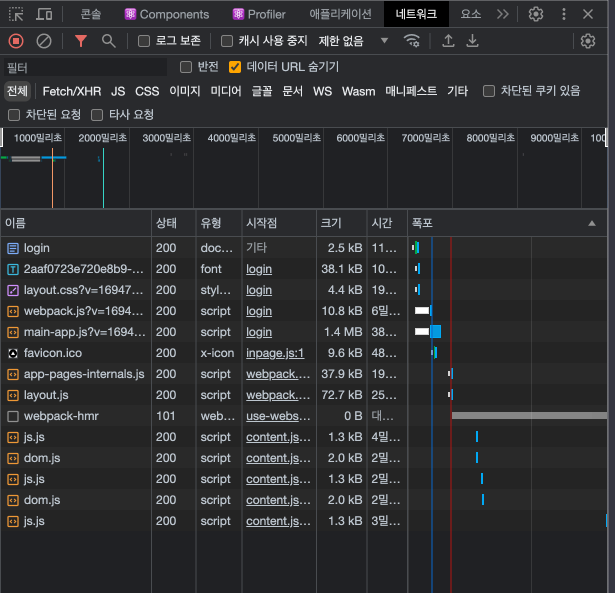 콘솔 Components Profiler 애플리케이션 네트워크 요소
로그 보존 캐시 사용 중지 제한 없음
필터 반전 데이터 URL 숨기기
전체 Fetch/XHR JS CSS 이미지 미디어 글꼴 문서 WS Wasm 매니페스트 기타 차단된 쿠키 있음
차단된 요청 타사 요청
1000밀리초 2000밀리초 3000밀리초 4000밀리초 5000밀리초 6000밀리초 7000밀리초 8000밀리초 9000밀리초 100
이름 상태 유형 시작점 크기 시간 폭포
login 200 doc... 기타 2.5 kB 11...
2aaf0723e720e8b9-... 200 font login 38.1 kB 10...
layout.css?v=16947... 200 styl... login 4.4 kB 19...
webpack.js?v=1694... 200 script login 10.8 kB 6밀...
main-app.js?v=1694... 200 script login 1.4 MB 38...
favicon.ico 200 x-icon inpage.js:1 9.6 kB 48...
app-pages-internals.js 200 script webpack.... 37.9 kB 19...
layout.js 200 script webpack.... 72.7 kB 25...
webpack-hmr 101 web... use-webs... 0 B 대...
js.js 200 script content.js... 1.3 kB 4밀...
dom.js 200 script content.js... 2.0 kB 2밀...
js.js 200 script content.js... 1.3 kB 2밀...
dom.js 200 script content.js... 2.0 kB 2밀...
js.js 200 script content.js... 1.3 kB 3밀...